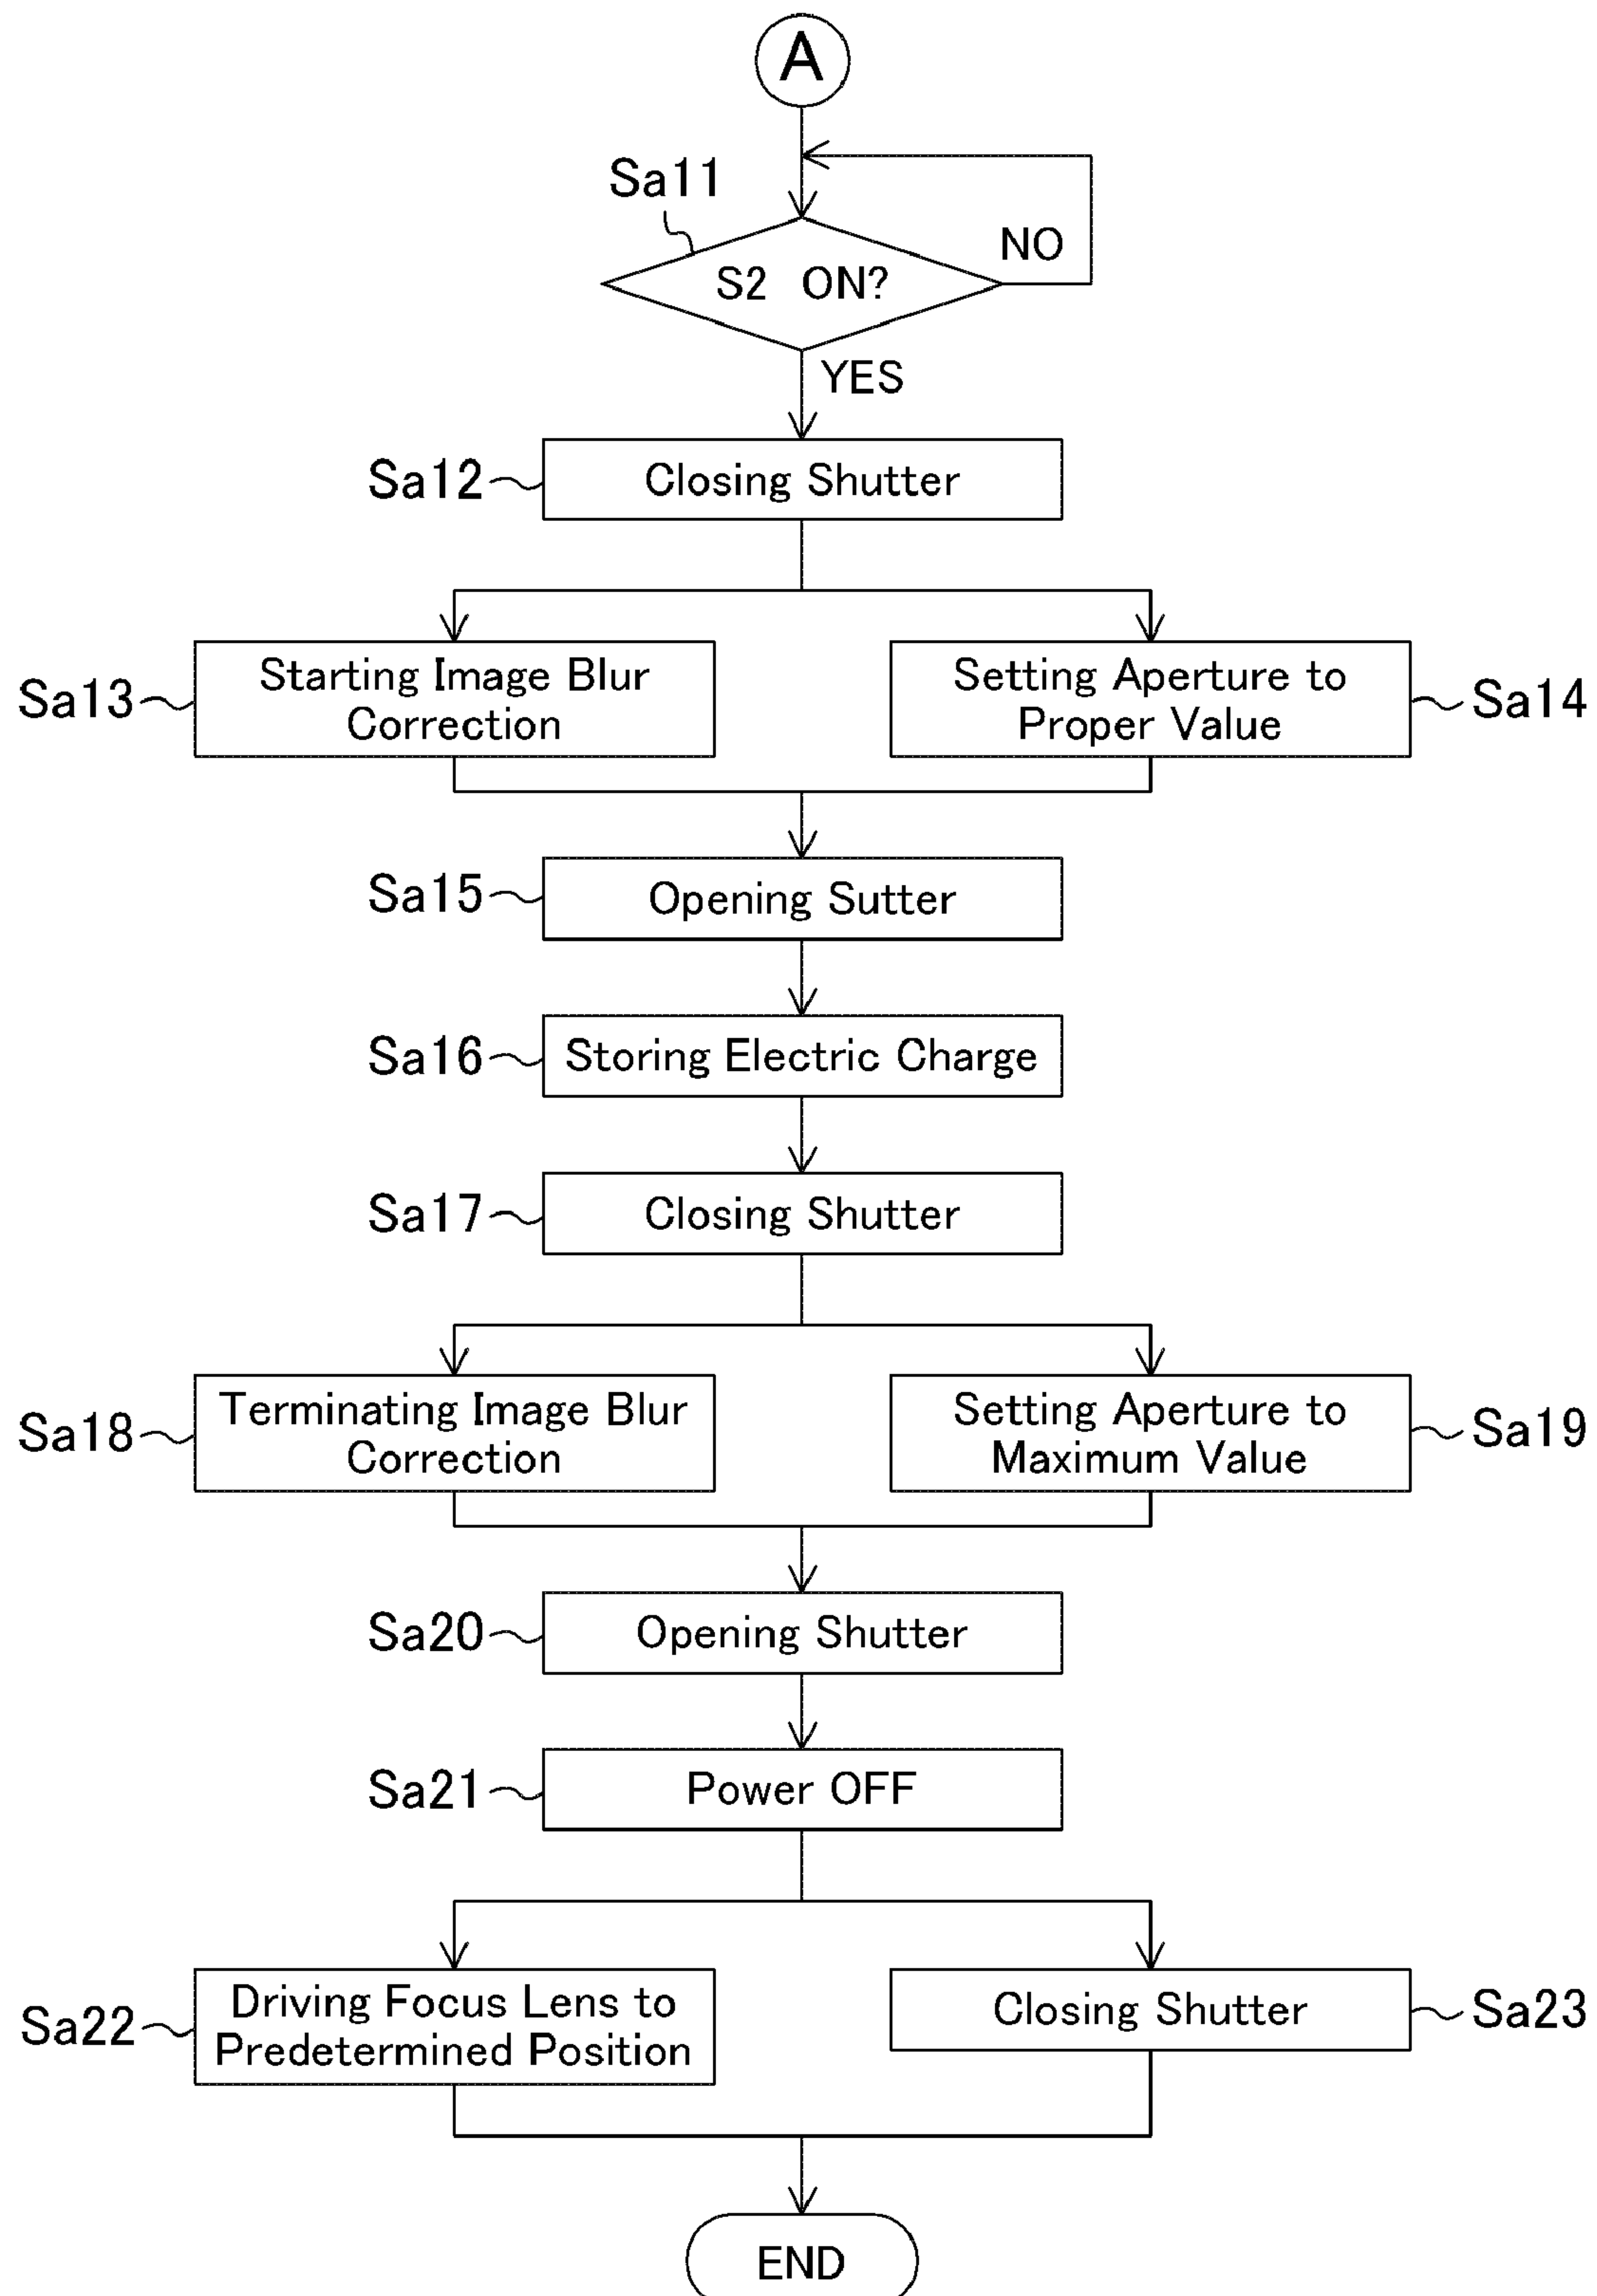 A
Sa11
NO
S2 ON?
YES
Sa12
Closing Shutter
Sa13
Starting Image Blur
Correction
Setting Aperture to
Proper Value
Sa14
Sa15
Opening Sutter
Sa16
Storing Electric Charge
Sa17
Closing Shutter
Sa18
Terminating Image Blur
Correction
Setting Aperture to
Maximum Value
Sa19
Sa20
Opening Shutter
Sa21
Power OFF
Sa22
Driving Focus Lens to
Predetermined Position
Closing Shutter
Sa23
END